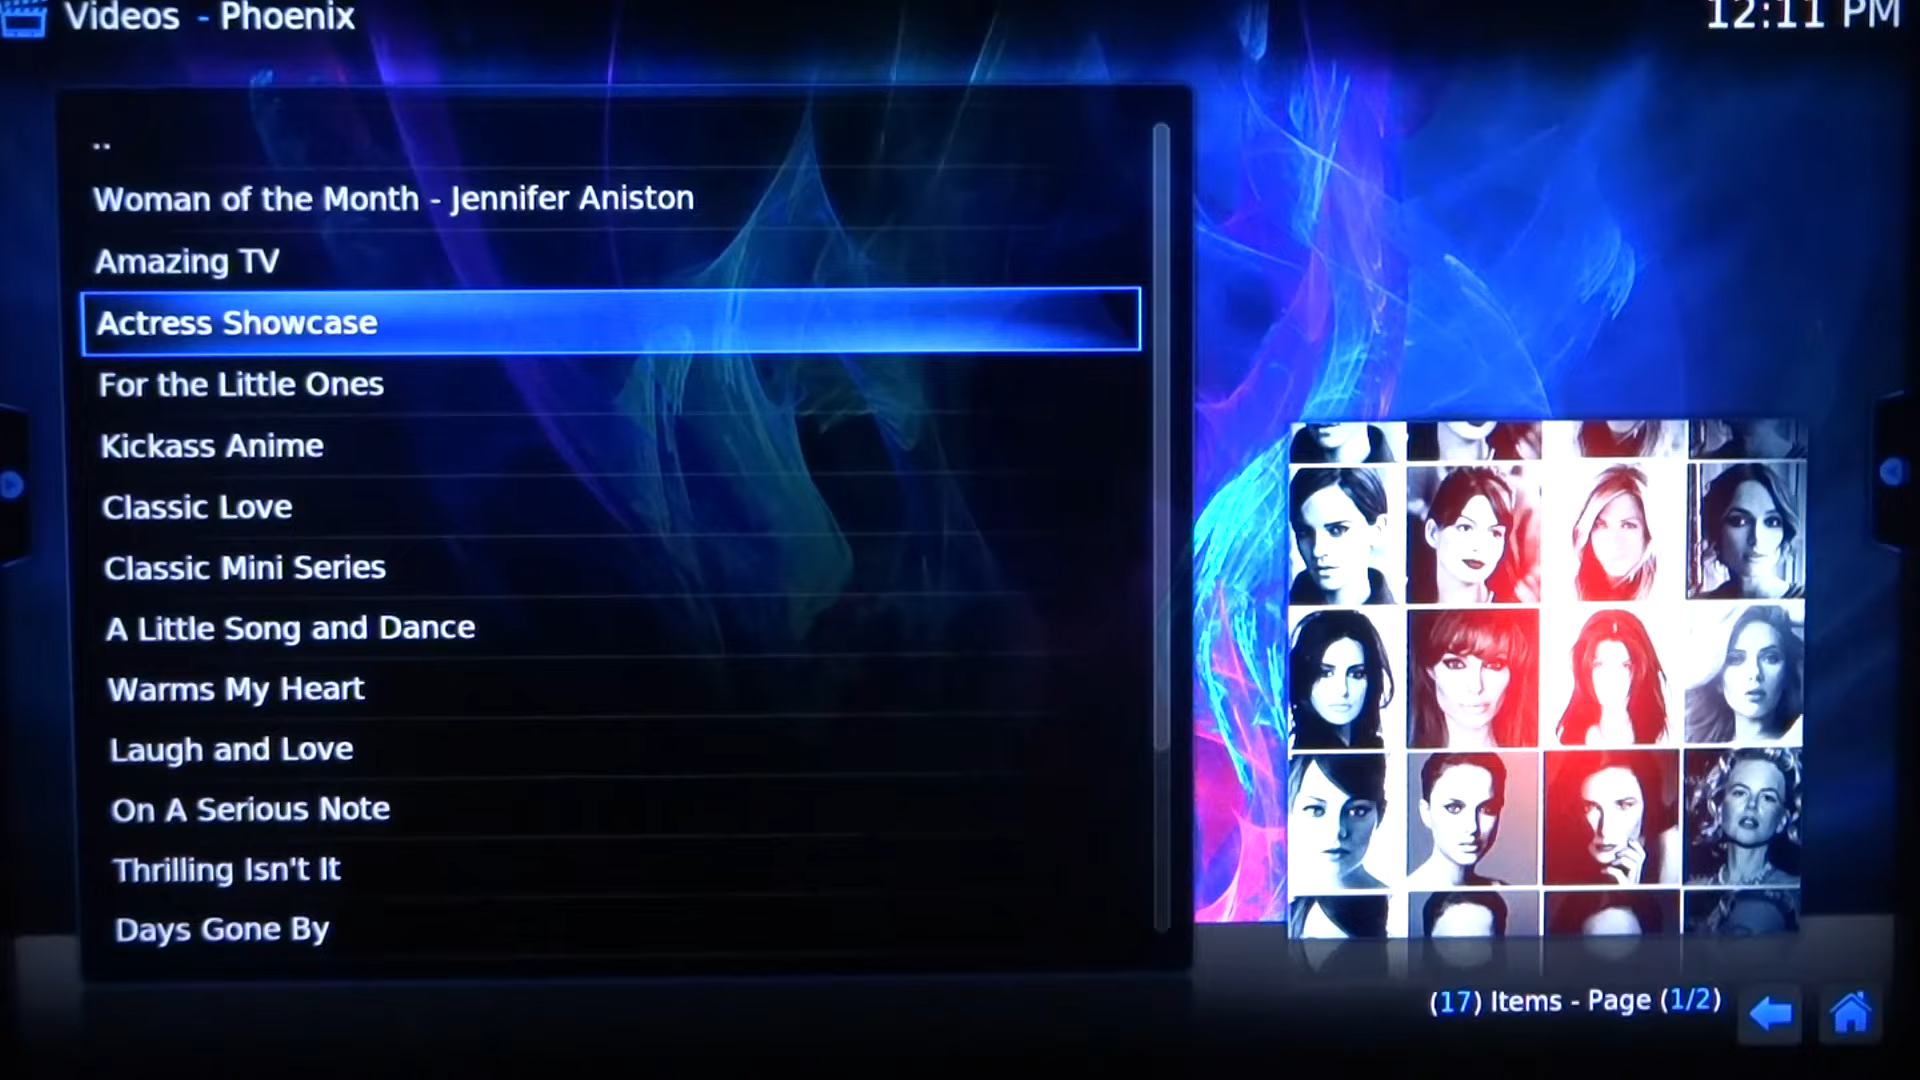 Videos - Phoenix
12:11 PM
..
Woman of the Month - Jennifer Aniston
Amazing TV
Actress Showcase
For the Little Ones
Kickass Anime
Classic Love
Classic Mini Series
A Little Song and Dance
Warms My Heart
Laugh and Love
On A Serious Note
Thrilling Isn't It
Days Gone By
(17) Items - Page (1/2)